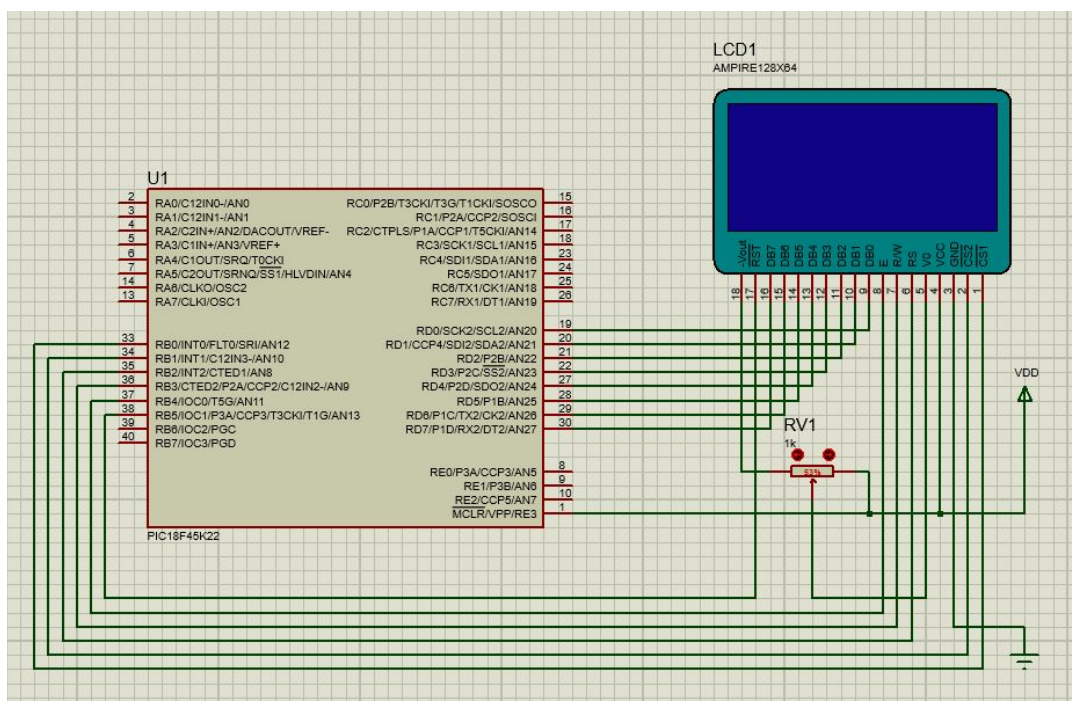 LCD1
AMPIRE128X64
-Vout
RST
DB7
DB6
DB5
DB4
DB3
DB2
DB1
DB0
E
R/W
RS
V0
VCC
GND
CS2
CS1
18
17
16
15
14
13
12
11
10
9
8
7
6
5
4
3
2
1
U1
2 RA0/C12IN0-/AN0 RC0/P2B/T3CKI/T3G/T1CKI/SOSCO 15
3 RA1/C12IN1-/AN1 RC1/P2A/CCP2/SOSCI 16
4 RA2/C2IN+/AN2/DACOUT/VREF- RC2/CTPLS/P1A/CCP1/T5CKI/AN14 17
5 RA3/C1IN+/AN3/VREF+ RC3/SCK1/SCL1/AN15 18
6 RA4/C1OUT/SRQ/T0CKI RC4/SDI1/SDA1/AN16 23
7 RA5/C2OUT/SRNQ/SS1/HLVDIN/AN4 RC5/SDO1/AN17 24
14 RA6/CLKO/OSC2 RC6/TX1/CK1/AN18 25
13 RA7/CLKI/OSC1 RC7/RX1/DT1/AN19 26
RD0/SCK2/SCL2/AN20 19
33 RB0/INT0/FLT0/SRI/AN12 RD1/CCP4/SDI2/SDA2/AN21 20
34 RB1/INT1/C12IN3-/AN10 RD2/P2B/AN22 21
35 RB2/INT2/CTED1/AN8 RD3/P2C/SS2/AN23 22
36 RB3/CTED2/P2A/CCP2/C12IN2-/AN9 RD4/P2D/SDO2/AN24 27
37 RB4/IOC0/T5G/AN11 RD5/P1B/AN25 28
38 RB5/IOC1/P3A/CCP3/T3CKI/T1G/AN13 RD6/P1C/TX2/CK2/AN26 29
39 RB6/IOC2/PGC RD7/P1D/RX2/DT2/AN27 30
40 RB7/IOC3/PGD
RE0/P3A/CCP3/AN5 8
RE1/P3B/AN6 9
RE2/CCP5/AN7 10
MCLR/VPP/RE3 1
PIC18F45K22
RV1
1k
53%
VDD